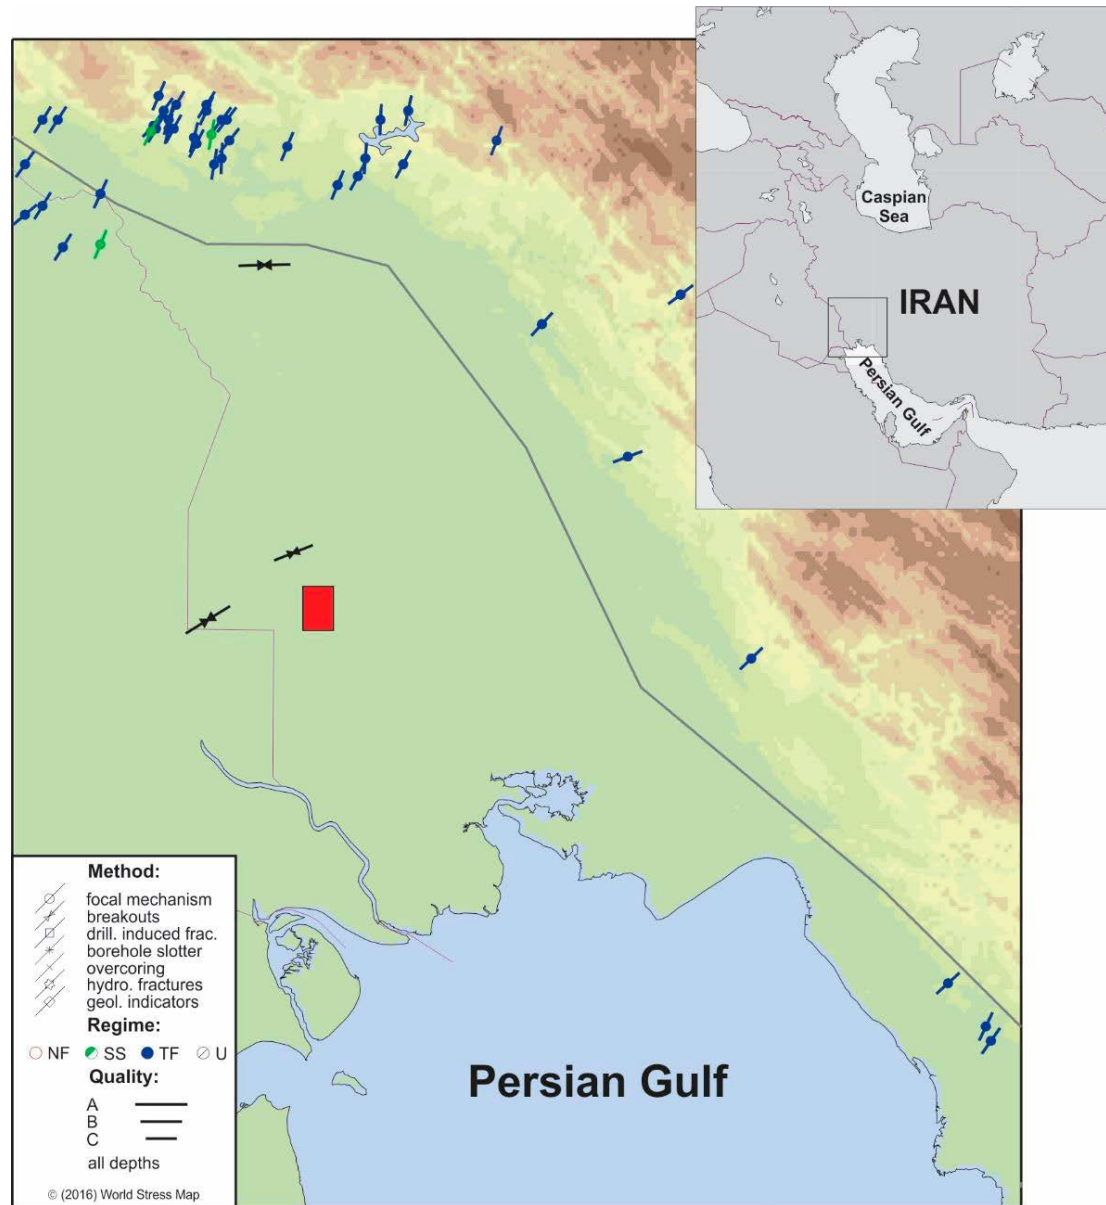 Caspian
Sea
IRAN
Persian Gulf
Persian Gulf
Method:
focal mechanism
breakouts
drill. induced frac.
borehole slotter
overcoring
hydro. fractures
geol. indicators
Regime:
NF SS TF U
Quality:
A
B
C
all depths
© (2016) World Stress Map